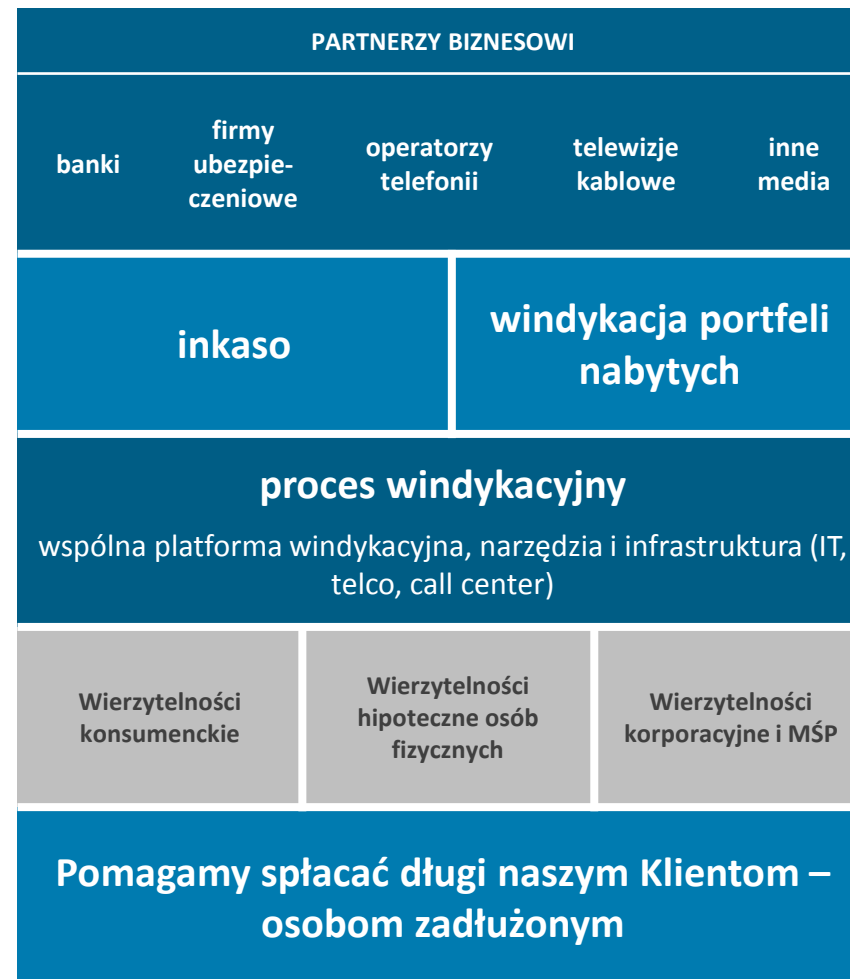 PARTNERZY BIZNESOWI
banki
firmy
ubezpie-
czeniowe
operatorzy
telefonii
telewizje
kablowe
inne
media
inkaso
windykacja portfeli
nabytych
proces windykacyjny
wspólna platforma windykacyjna, narzędzia i infrastruktura (IT,
telco, call center)
Wierzytelności
konsumenckie
Wierzytelności
hipoteczne osób
fizycznych
Wierzytelności
korporacyjne i MŚP
Pomagamy spłacać długi naszym Klientom –
osobom zadłużonym